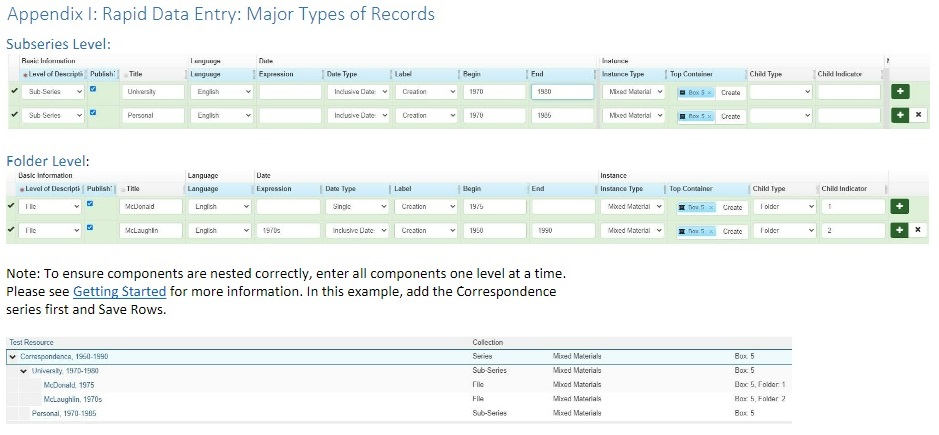 Appendix I: Rapid Data Entry: Major Types of Records
Subseries Level:
Basic Information Language Date Instance
Level of Descripti Publish? Title Language Expression Date Type Label Begin End Instance Type Top Container Child Type Child Indicator
Sub-Series University English Inclusive Date Creation 1970 1980 Mixed Material Box 5 × Create
Sub-Series Personal English Inclusive Date Creation 1970 1985 Mixed Material Box 5 × Create
Folder Level:
Basic Information Language Date Instance
Level of Descripti Publish? Title Language Expression Date Type Label Begin End Instance Type Top Container Child Type Child Indicator
File McDonald English Single Creation 1975 Mixed Material Box 5 × Create Folder 1
File McLaughlin English 1970s Inclusive Date Creation 1950 1990 Mixed Material Box 5 × Create Folder 2
Note: To ensure components are nested correctly, enter all components one level at a time.
Please see Getting Started for more information. In this example, add the Correspondence
series first and Save Rows.
Test Resource Collection
Correspondence, 1950-1990 Series Mixed Materials Box: 5
University, 1970-1980 Sub-Series Mixed Materials Box: 5
McDonald, 1975 File Mixed Materials Box: 5, Folder: 1
McLaughlin, 1970s File Mixed Materials Box: 5, Folder: 2
Personal, 1970-1985 Sub-Series Mixed Materials Box: 5